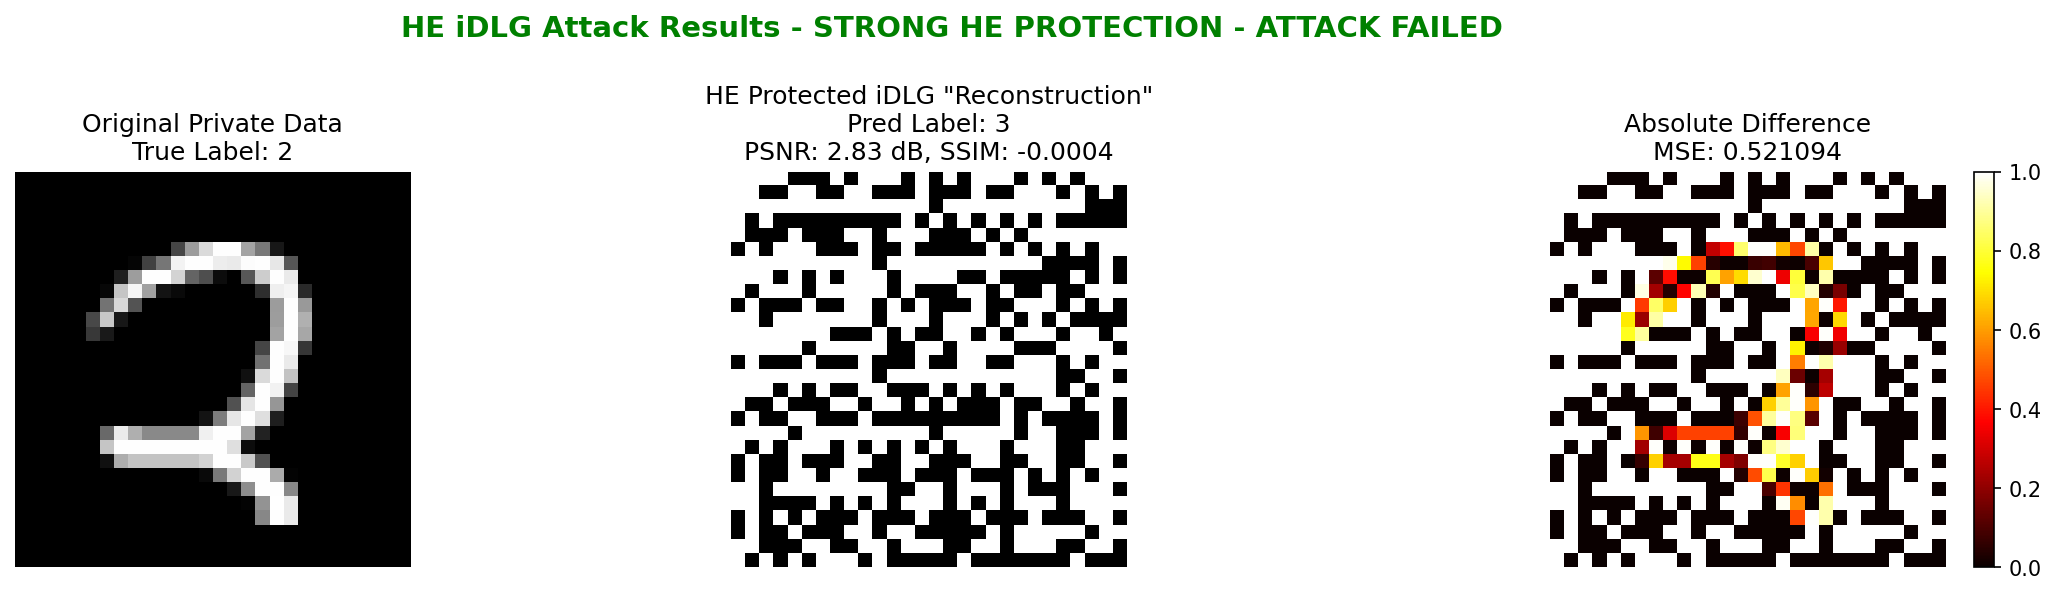 HE iDLG Attack Results - STRONG HE PROTECTION - ATTACK FAILED
Original Private Data
True Label: 2
HE Protected iDLG "Reconstruction"
Pred Label: 3
PSNR: 2.83 dB, SSIM: -0.0004
Absolute Difference
MSE: 0.521094
1.0
0.8
0.6
0.4
0.2
0.0